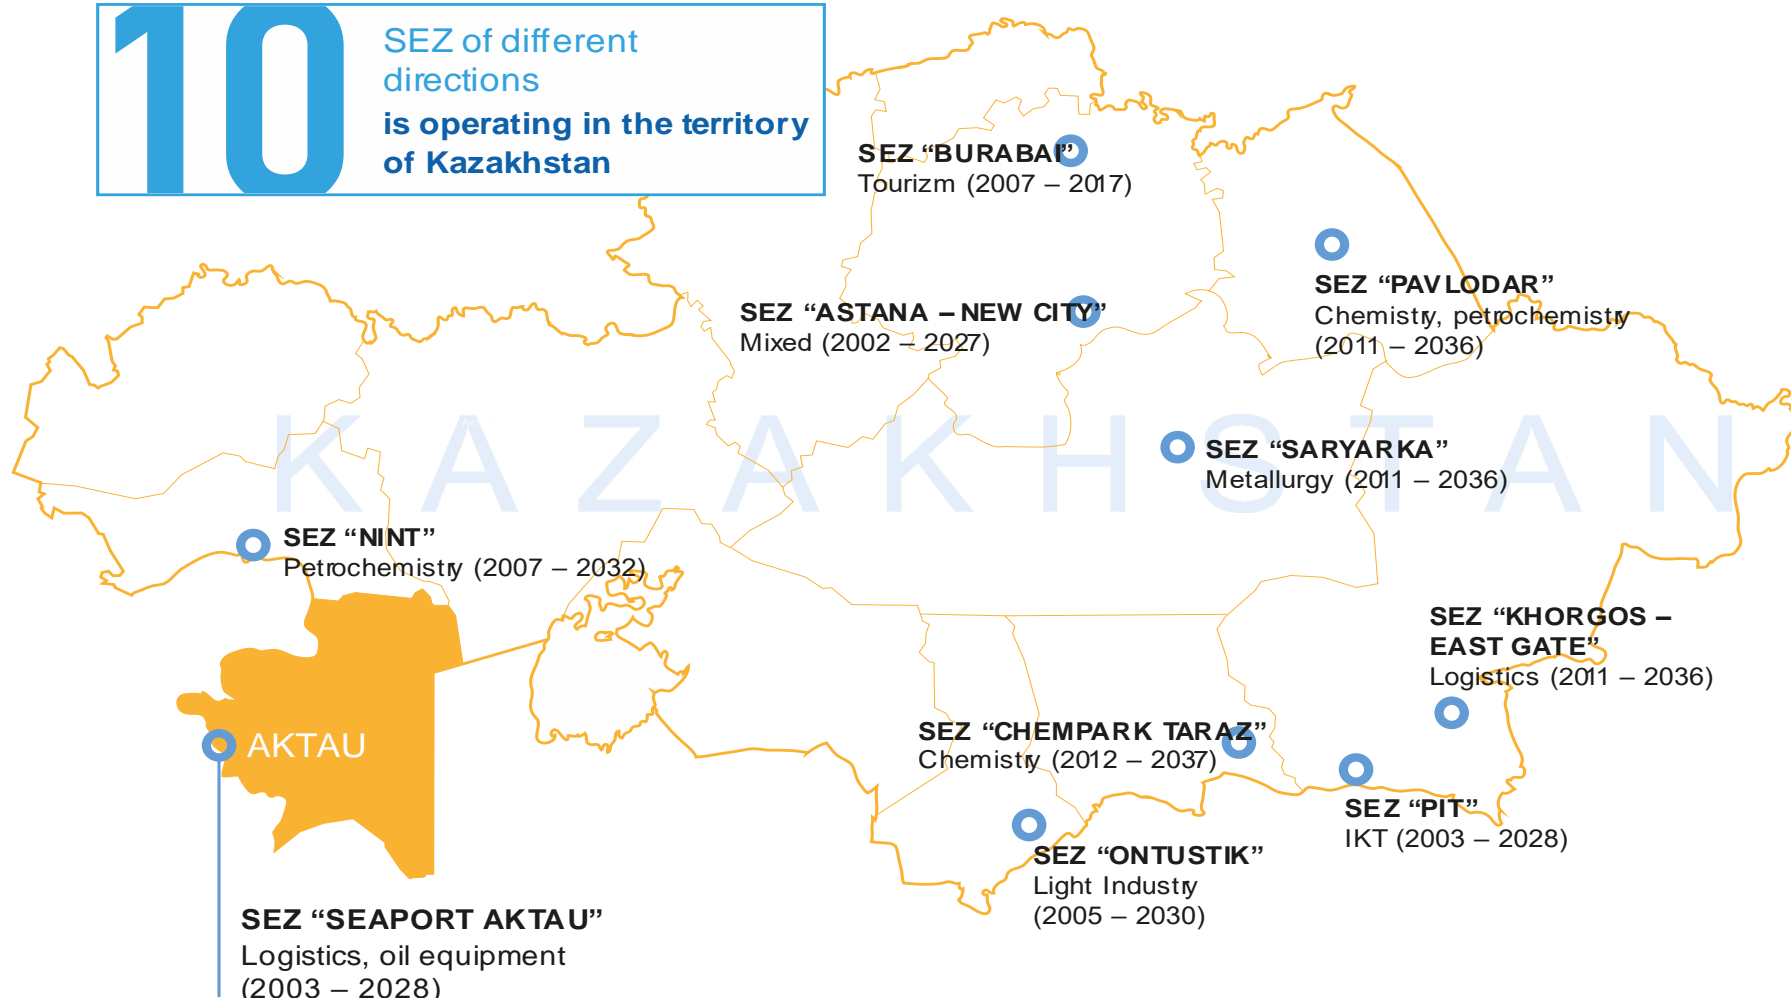 10
SEZ of different
directions
is operating in the territory
of Kazakhstan
SEZ “BURABAI”
Tourizm (2007 – 2017)
SEZ “PAVLODAR”
Chemistry, petrochemistry
(2011 – 2036)
SEZ “ASTANA – NEW CITY”
Mixed (2002 – 2027)
KAZAKHSTAN
SEZ “SARYARKA”
Metallurgy (2011 – 2036)
SEZ “NINT”
Petrochemistry (2007 – 2032)
SEZ “KHORGOS –
EAST GATE”
Logistics (2011 – 2036)
AKTAU
SEZ “CHEMPARK TARAZ”
Chemistry (2012 – 2037)
SEZ “PIT”
IKT (2003 – 2028)
SEZ “ONTUSTIK”
Light Industry
(2005 – 2030)
SEZ “SEAPORT AKTAU”
Logistics, oil equipment
(2003 – 2028)